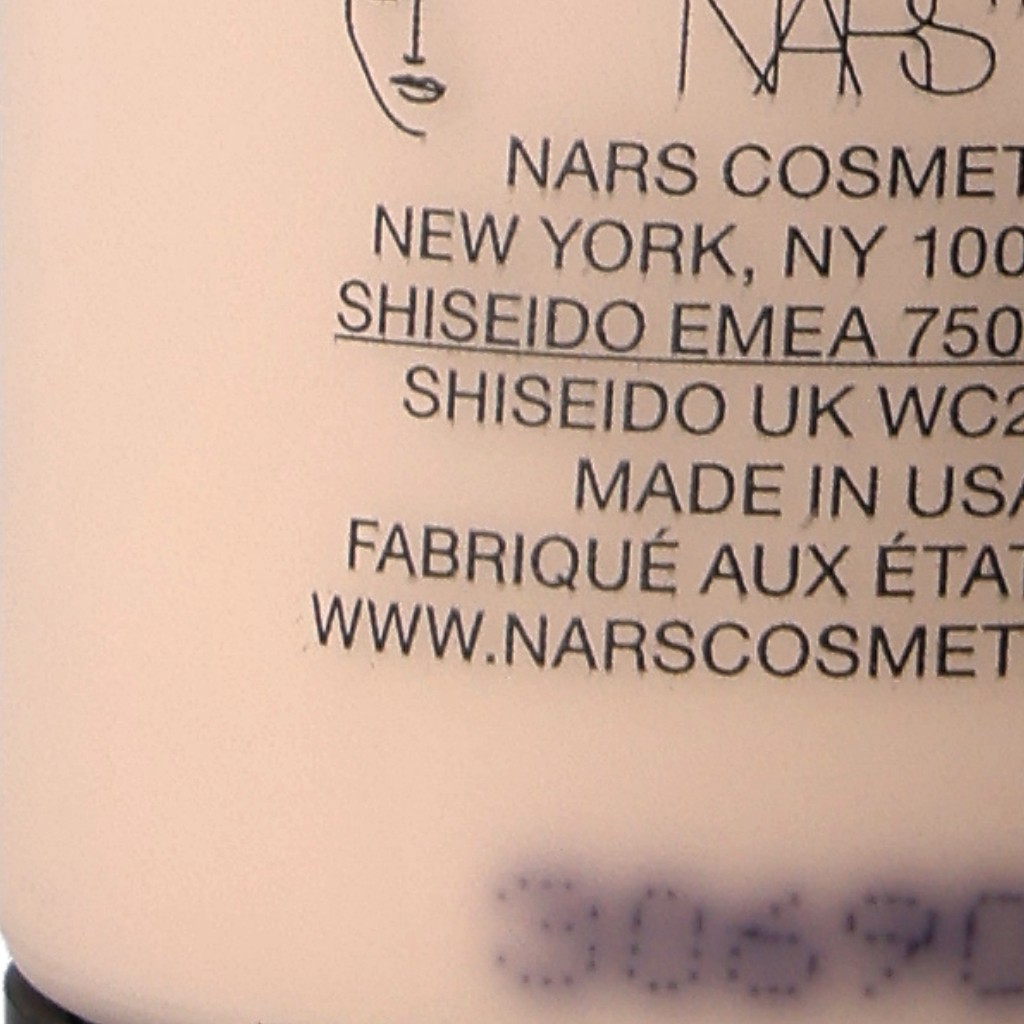 NARS
NARS COSMET
NEW YORK, NY 100
SHISEIDO EMEA 750
SHISEIDO UK WC2
MADE IN USA
FABRIQUÉ AUX ÉTAT
WWW.NARSCOSMET
30690